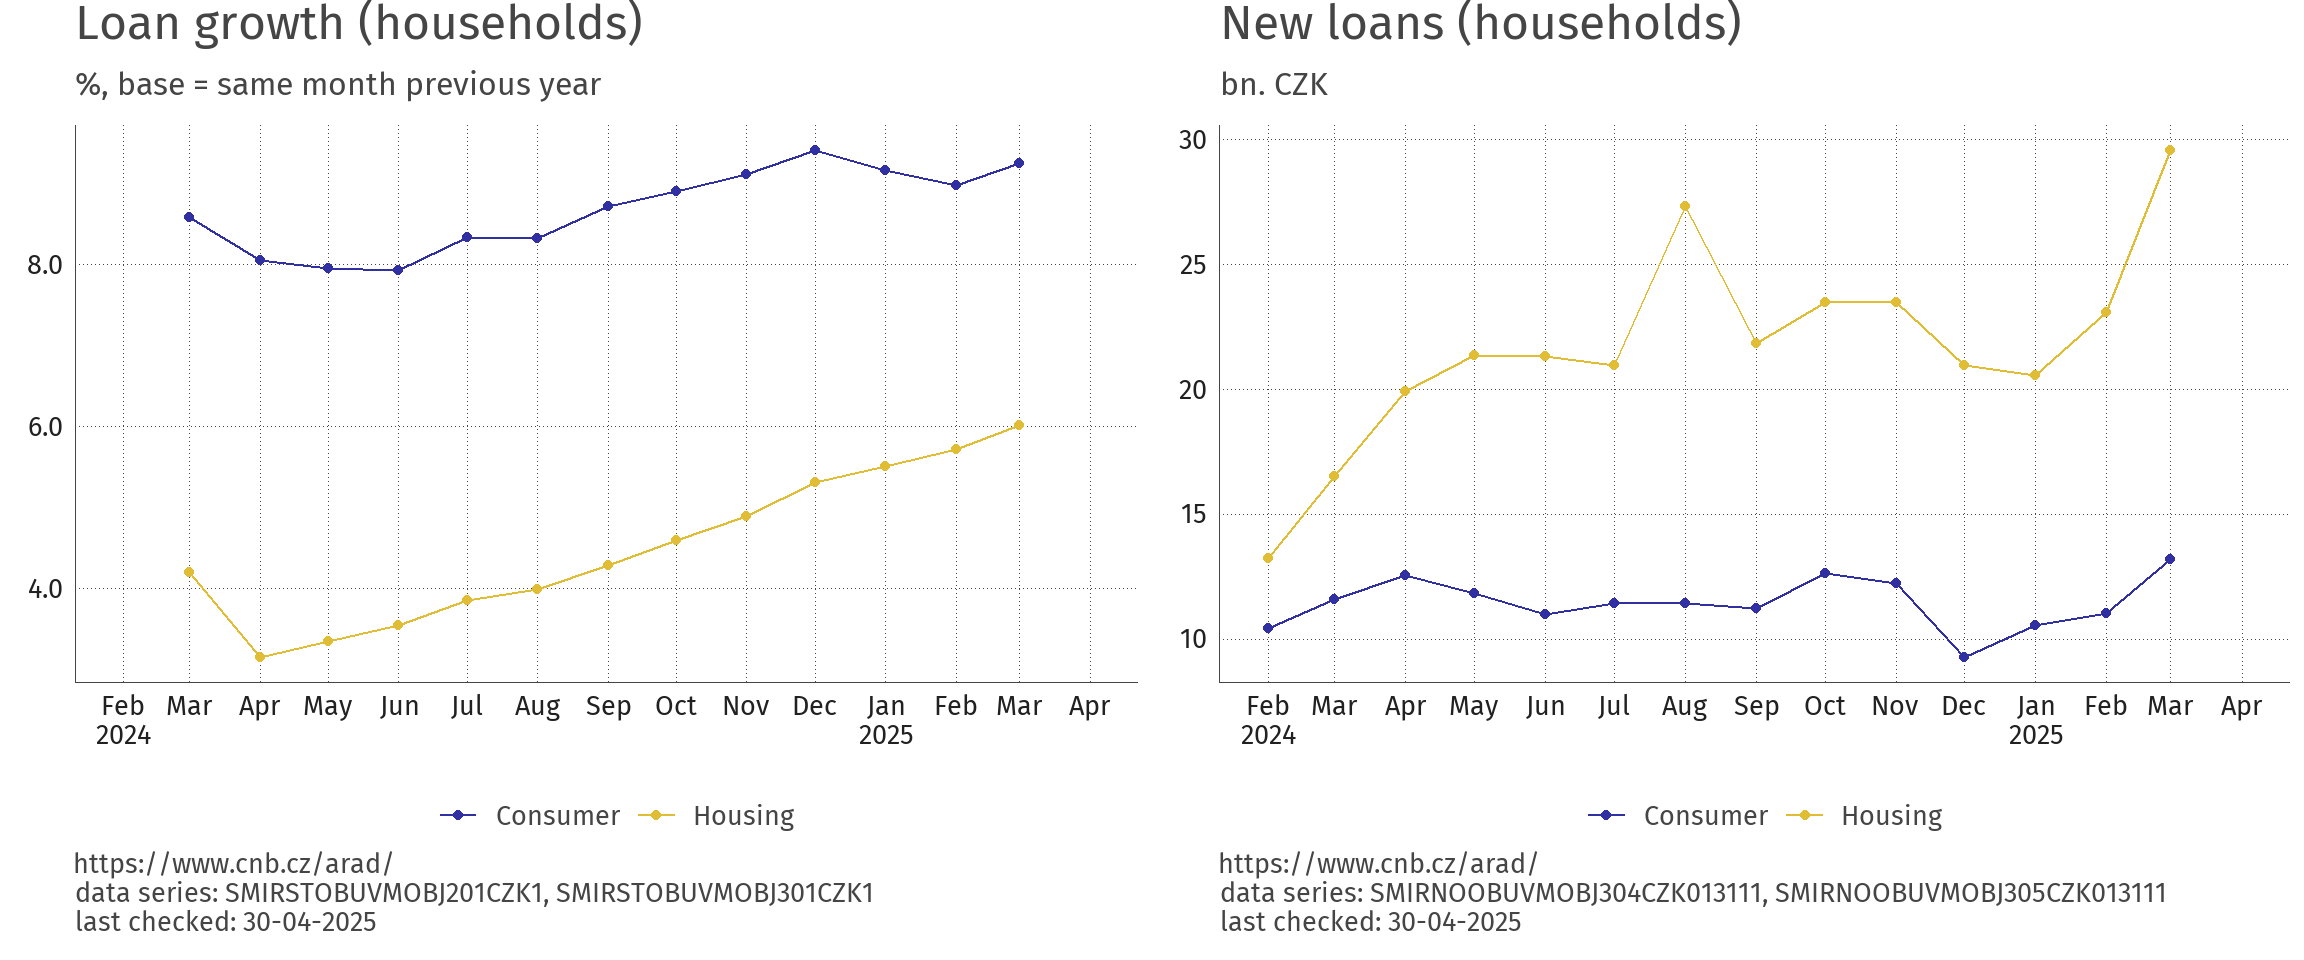 Loan growth (households)
%, base = same month previous year
8.0
6.0
4.0
Feb Mar Apr May Jun Jul Aug Sep Oct Nov Dec Jan Feb Mar Apr
2024 2025
Consumer Housing
https://www.cnb.cz/arad/
data series: SMIRSTOBUVMOBJ201CZK1, SMIRSTOBUVMOBJ301CZK1
last checked: 30-04-2025
New loans (households)
bn. CZK
30
25
20
15
10
Feb Mar Apr May Jun Jul Aug Sep Oct Nov Dec Jan Feb Mar Apr
2024 2025
Consumer Housing
https://www.cnb.cz/arad/
data series: SMIRNOOBUVMOBJ304CZK013111, SMIRNOOBUVMOBJ305CZK013111
last checked: 30-04-2025